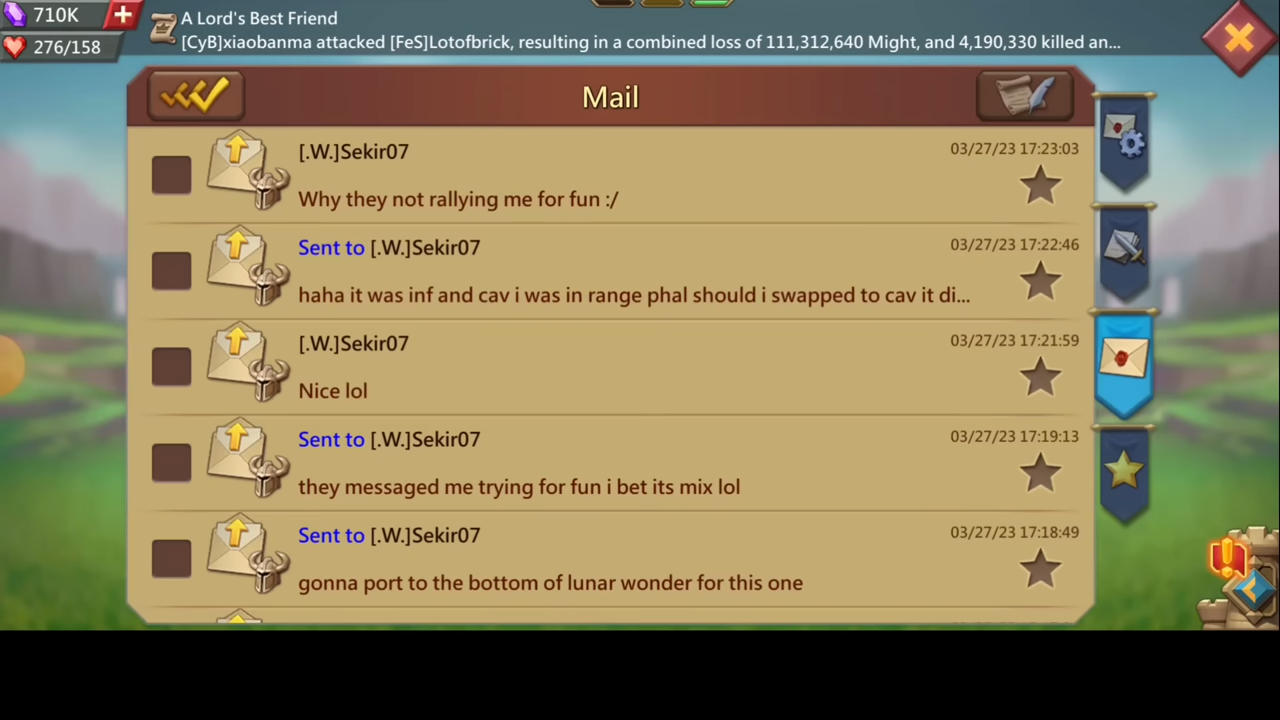 710K
A Lord's Best Friend
276/158
[CyB]xiaobanma attacked [FeS]Lotofbrick, resulting in a combined loss of 111,312,640 Might, and 4,190,330 killed an...
Mail
[.W.]Sekir07
03/27/23 17:23:03
Why they not rallying me for fun :/
Sent to [.W.]Sekir07
03/27/23 17:22:46
haha it was inf and cav i was in range phal should i swapped to cav it di...
[.W.]Sekir07
03/27/23 17:21:59
Nice lol
Sent to [.W.]Sekir07
03/27/23 17:19:13
they messaged me trying for fun i bet its mix lol
Sent to [.W.]Sekir07
03/27/23 17:18:49
gonna port to the bottom of lunar wonder for this one